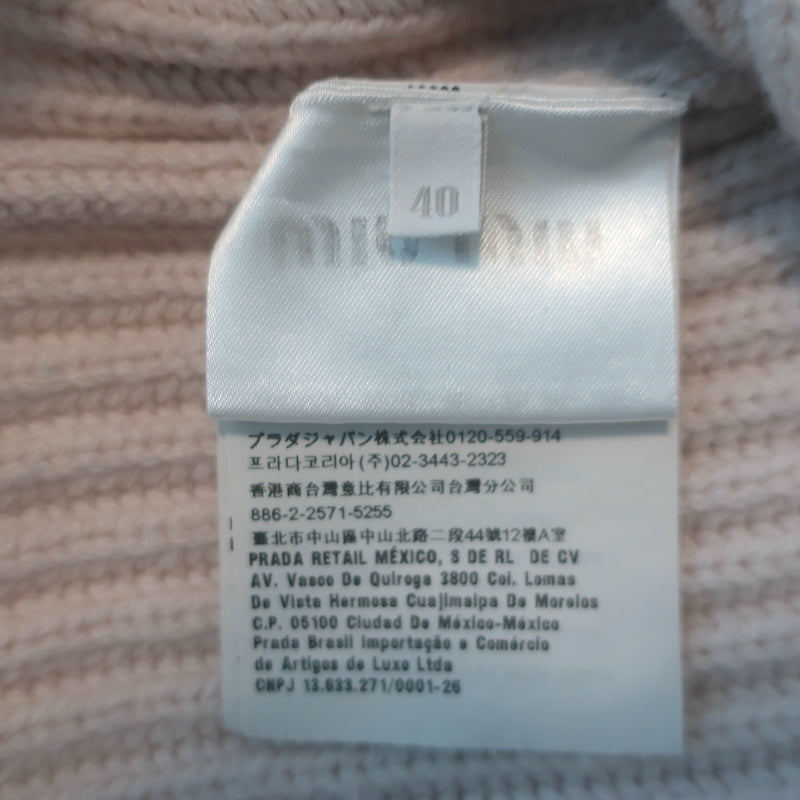 40
プラダジャパン株式会社0120-559-914
프라다코리아(주)02-3443-2323
香港商台灣意比有限公司台灣分公司
886-2-2571-5255
臺北市中山區中山北路二段44號12樓A室
PRADA RETAIL MÉXICO, S DE RL DE CV
AV. Vasco De Quiroga 3800 Col. Lomas
De Vista Hermosa Cuajimalpa De Morelos
C.P. 05100 Ciudad De México-México
Prada Brasil Importação e Comércio
de Artigos de Luxo Ltda
CNPJ 13.633.271/0001-26